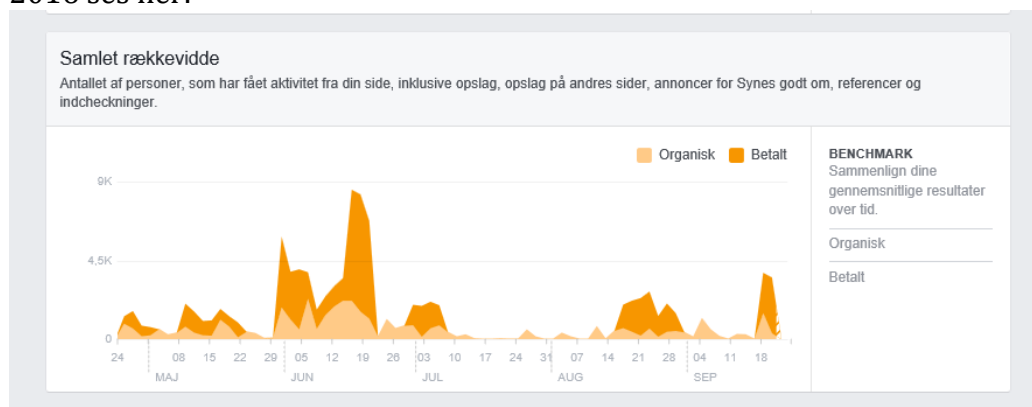 2016 ses her:
Samlet rækkevidde
Antallet af personer, som har fået aktivitet fra din side, inklusive opslag, opslag på andres sider, annoncer for Synes godt om, referencer og
indcheckninger.
Organisk Betalt
BENCHMARK
Sammenlign dine
gennemsnitlige resultater
over tid.
Organisk
Betalt
9K
4,5K
0
24 08 15 22 29 05 12 19 26 03 10 17 24 31 07 14 21 28 04 11 18
MAJ JUN JUL AUG SEP